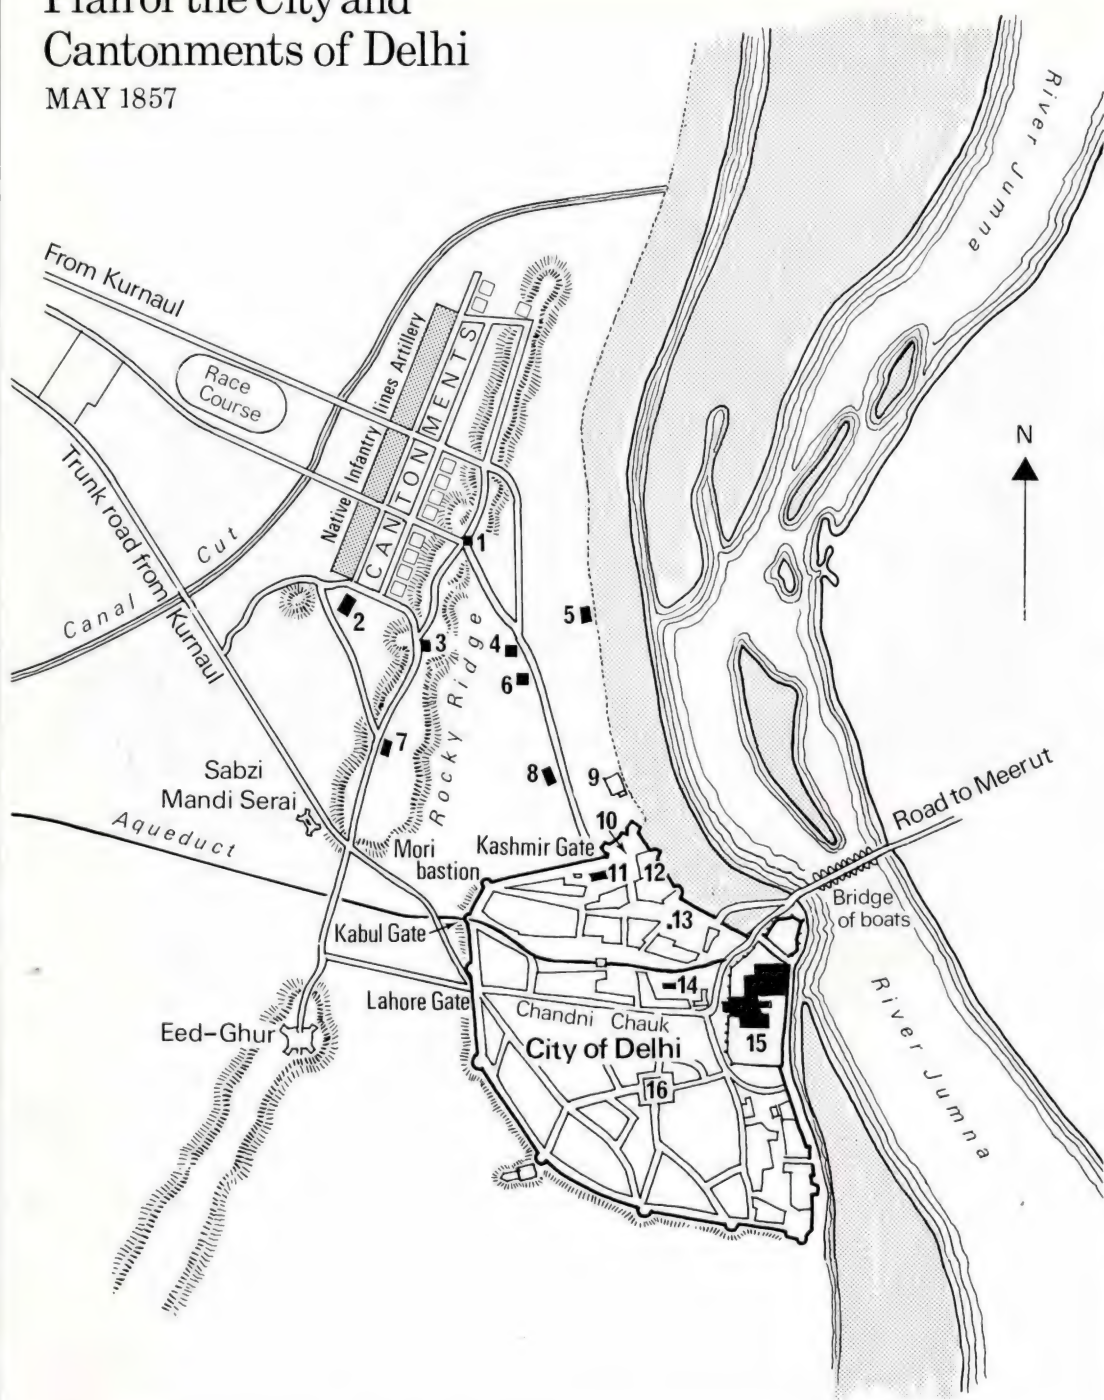 Plan of the City and
Cantonments of Delhi
MAY 1857
River Jumna
From Kurnaul
Race
Course
Native Infantry lines Artillery
CANTONMENTS
N
Trunk road from Kurnaul
Canal Cut
1
2
3
4
5
6
7
8
9
Rocky Ridge
Sabzi
Mandi Serai
Aqueduct
Road to Meerut
Bridge
of boats
10
Mori
bastion
Kashmir Gate
11
12
13
Kabul Gate
14
Lahore Gate
Chandni Chauk
Eed-Ghur
City of Delhi
15
16
River Jumna